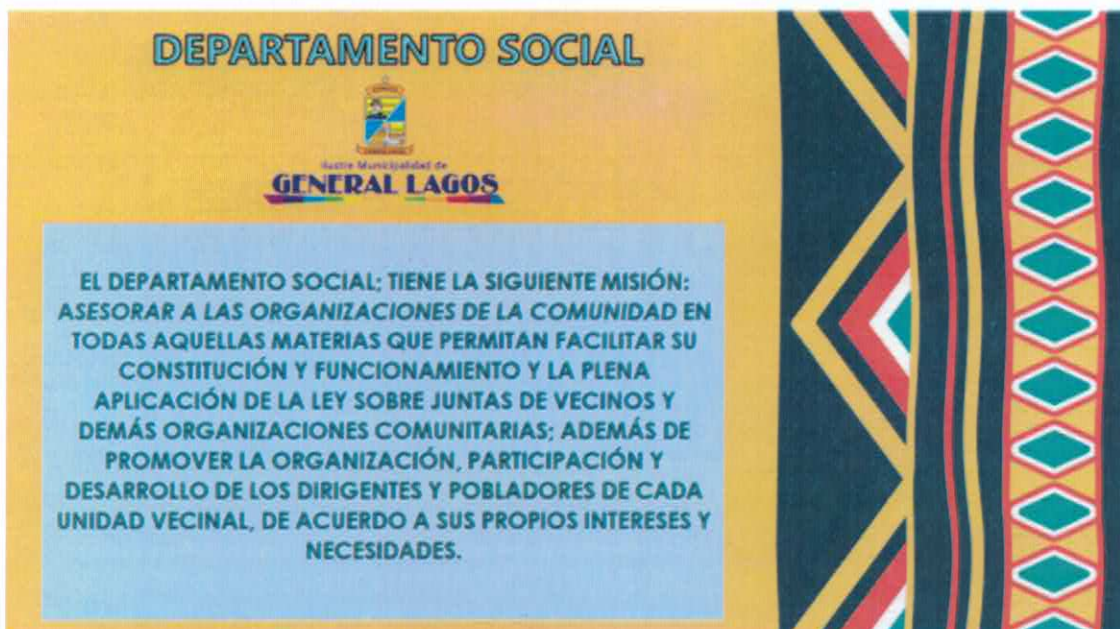 DEPARTAMENTO SOCIAL
Ilustre Municipalidad de
GENERAL LAGOS
EL DEPARTAMENTO SOCIAL; TIENE LA SIGUIENTE MISIÓN:
ASESORAR A LAS ORGANIZACIONES DE LA COMUNIDAD EN
TODAS AQUELLAS MATERIAS QUE PERMITAN FACILITAR SU
CONSTITUCIÓN Y FUNCIONAMIENTO Y LA PLENA
APLICACIÓN DE LA LEY SOBRE JUNTAS DE VECINOS Y
DEMÁS ORGANIZACIONES COMUNITARIAS; ADEMÁS DE
PROMOVER LA ORGANIZACIÓN, PARTICIPACIÓN Y
DESARROLLO DE LOS DIRIGENTES Y POBLADORES DE CADA
UNIDAD VECINAL, DE ACUERDO A SUS PROPIOS INTERESES Y
NECESIDADES.